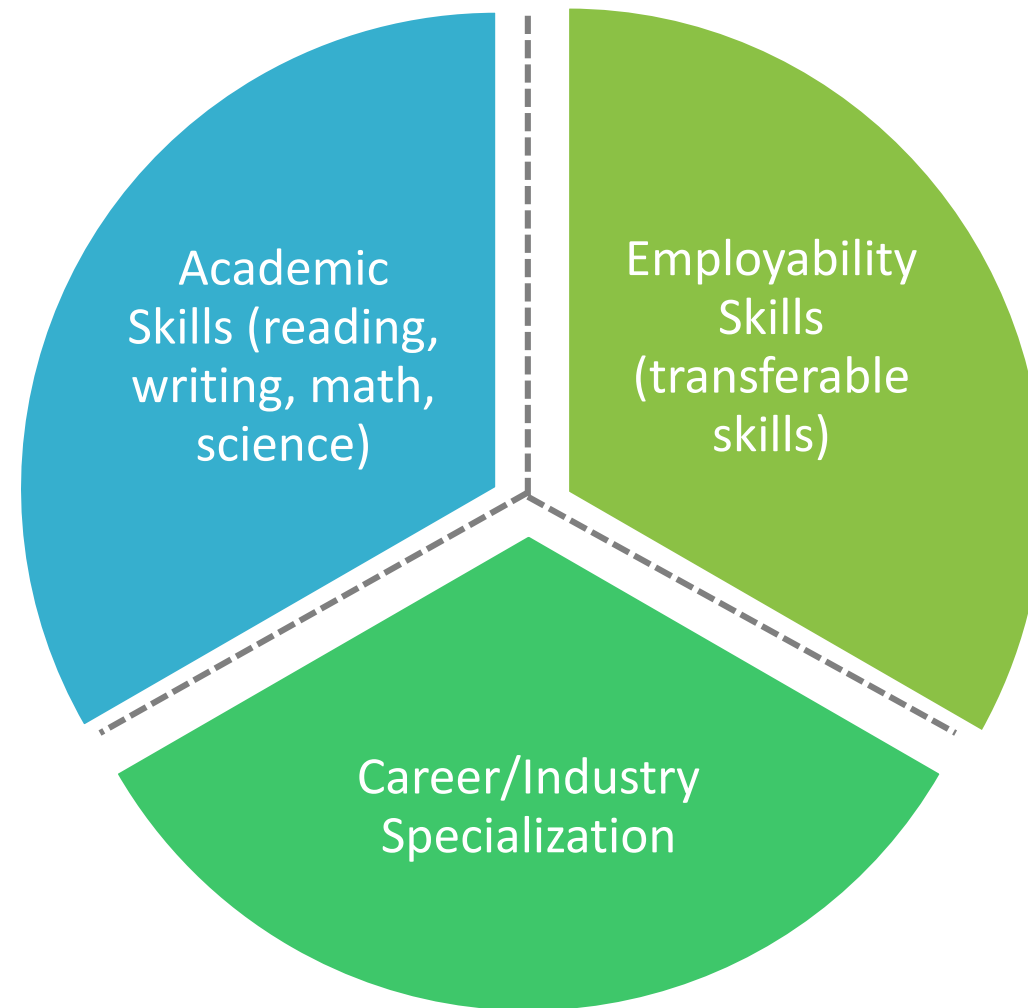 Academic
Skills (reading,
writing, math,
science)
Employability
Skills
(transferable
skills)
Career/Industry
Specialization